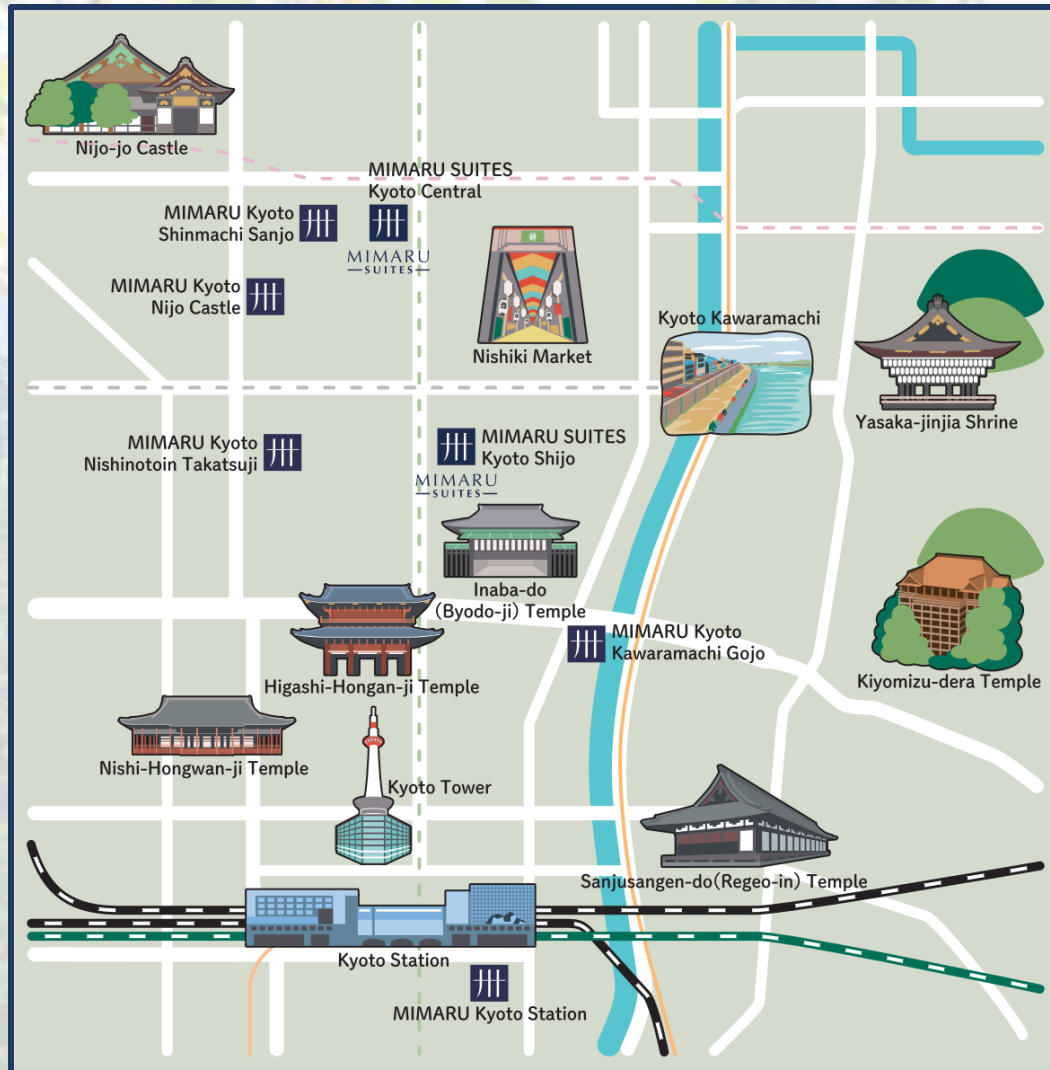 Nijo-jo Castle
MIMARU SUITES
Kyoto Central
MIMARU
SUITES
MIMARU Kyoto
Shinmachi Sanjo
MIMARU Kyoto
Nijo Castle
Nishiki Market
Kyoto Kawaramachi
Yasaka-jinjia Shrine
MIMARU Kyoto
Nishinotoin Takatsuji
MIMARU SUITES
Kyoto Shijo
MIMARU
SUITES
Inaba-do
(Byodo-ji) Temple
MIMARU Kyoto
Kawaramachi Gojo
Kiyomizu-dera Temple
Higashi-Hongan-ji Temple
Nishi-Hongwan-ji Temple
Kyoto Tower
Sanjusangen-do(Regeo-in) Temple
Kyoto Station
MIMARU Kyoto Station